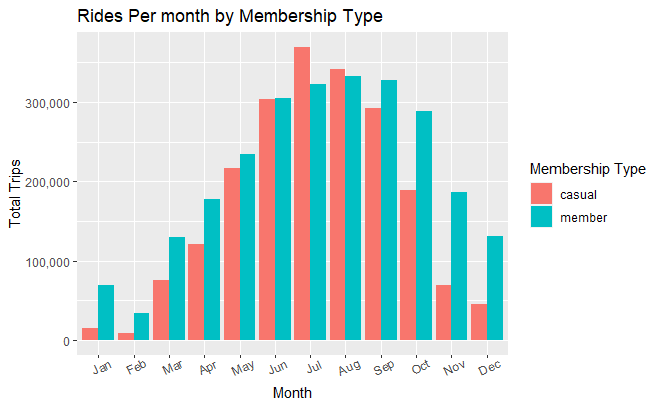 Rides Per month by Membership Type
Total Trips
300,000
200,000
100,000
0
Jan Feb Mar Apr May Jun Jul Aug Sep Oct Nov Dec
Month
Membership Type
casual
member